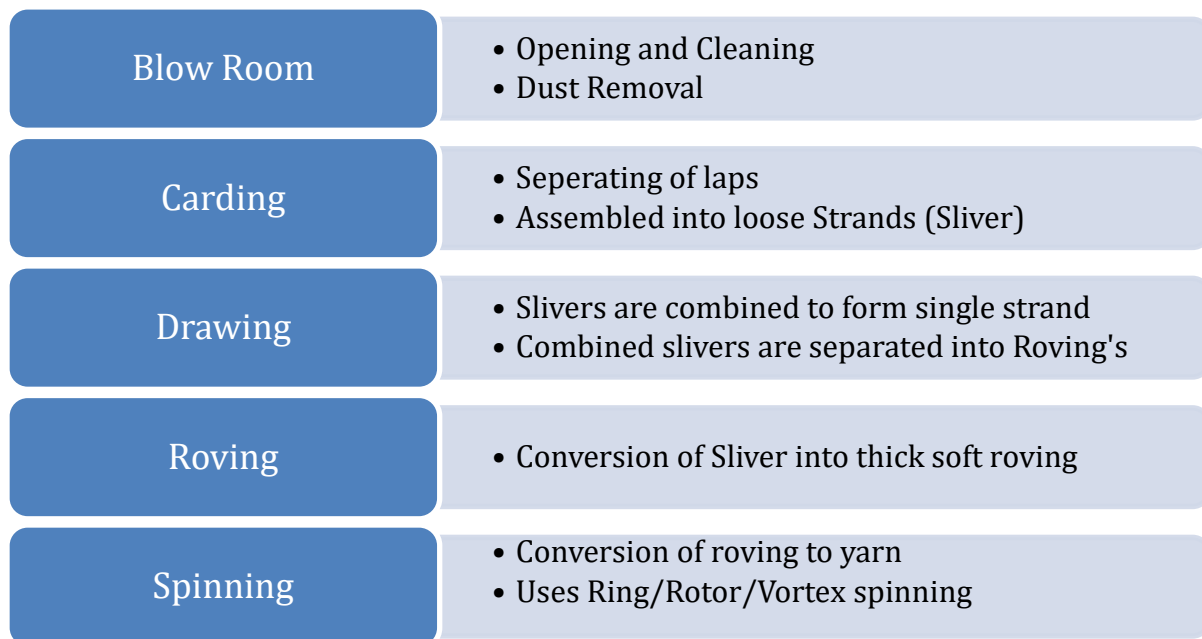 Blow Room
• Opening and Cleaning
• Dust Removal
Carding
• Seperating of laps
• Assembled into loose Strands (Sliver)
Drawing
• Slivers are combined to form single strand
• Combined slivers are separated into Roving's
Roving
• Conversion of Sliver into thick soft roving
Spinning
• Conversion of roving to yarn
• Uses Ring/Rotor/Vortex spinning